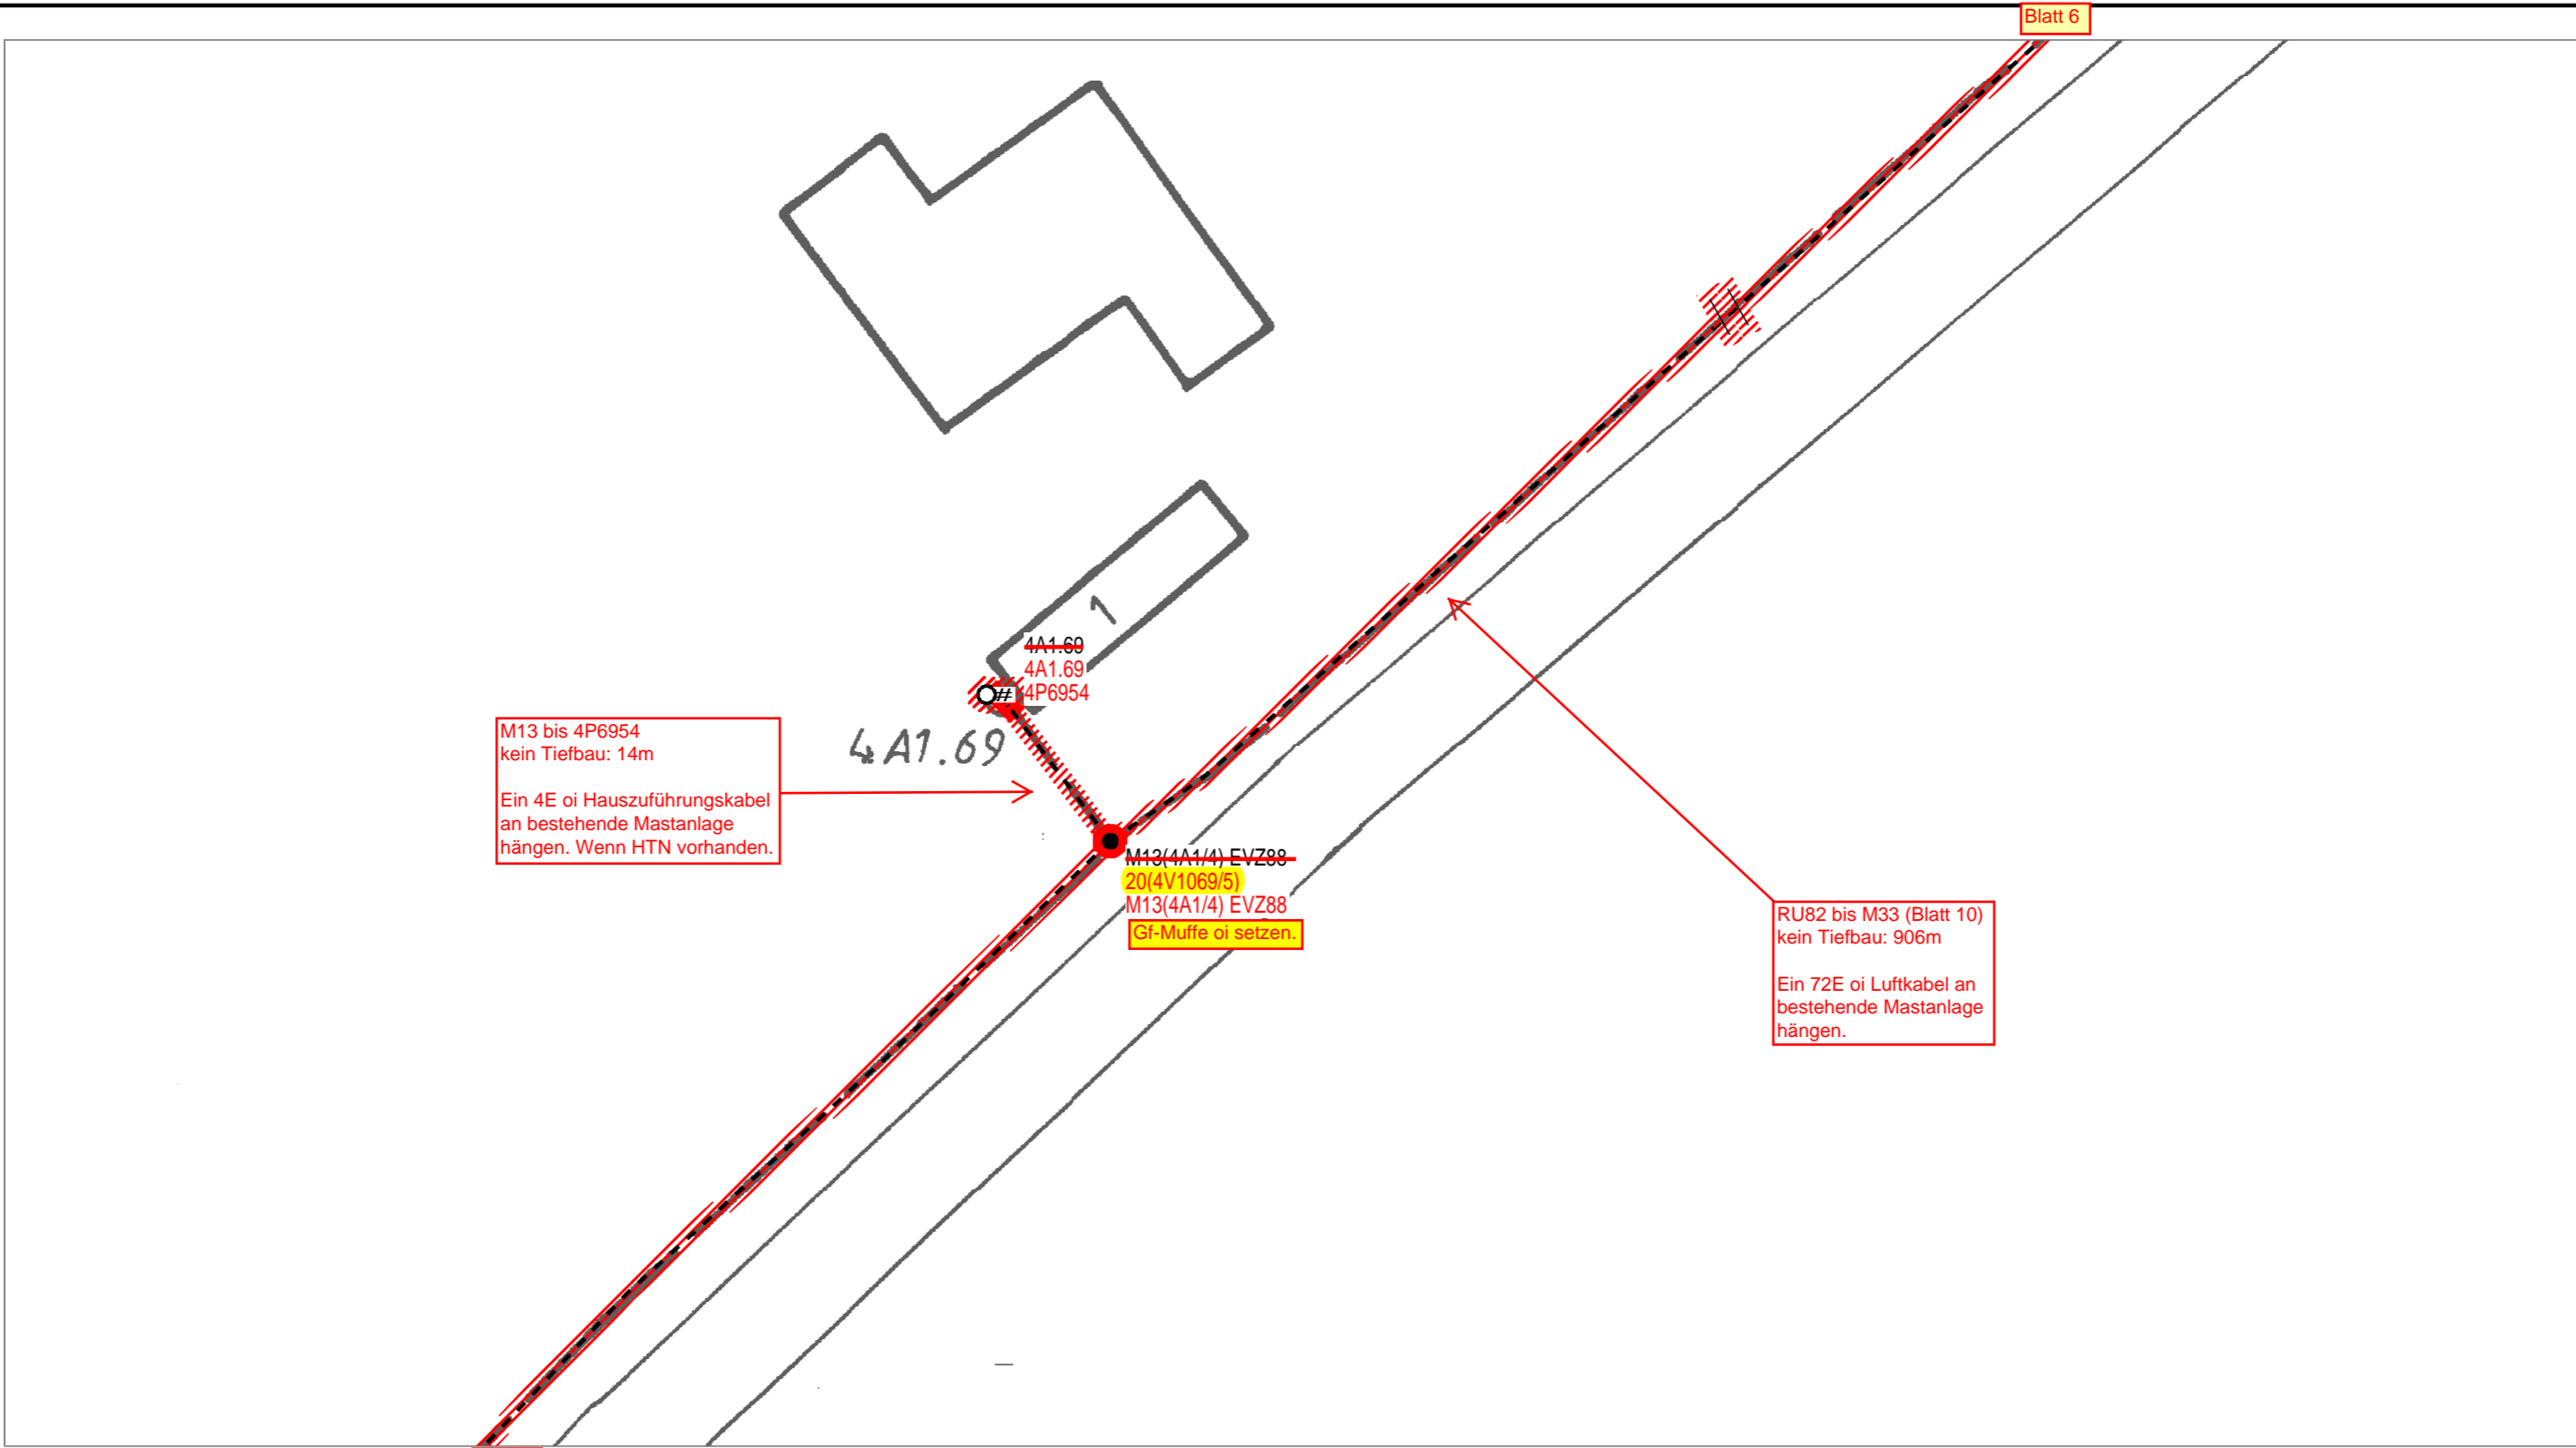 Blatt 6
1
4A1.69
4A1.69
4P6954
#
4A1.69
M13 bis 4P6954
kein Tiefbau: 14m
Ein 4E oi Hauszuführungskabel
an bestehende Mastanlage
hängen. Wenn HTN vorhanden.
M13(4A1/4) EVZ88
20(4V1069/5)
M13(4A1/4) EVZ88
Gf-Muffe oi setzen.
RU82 bis M33 (Blatt 10)
kein Tiefbau: 906m
Ein 72E oi Luftkabel an
bestehende Mastanlage
hängen.